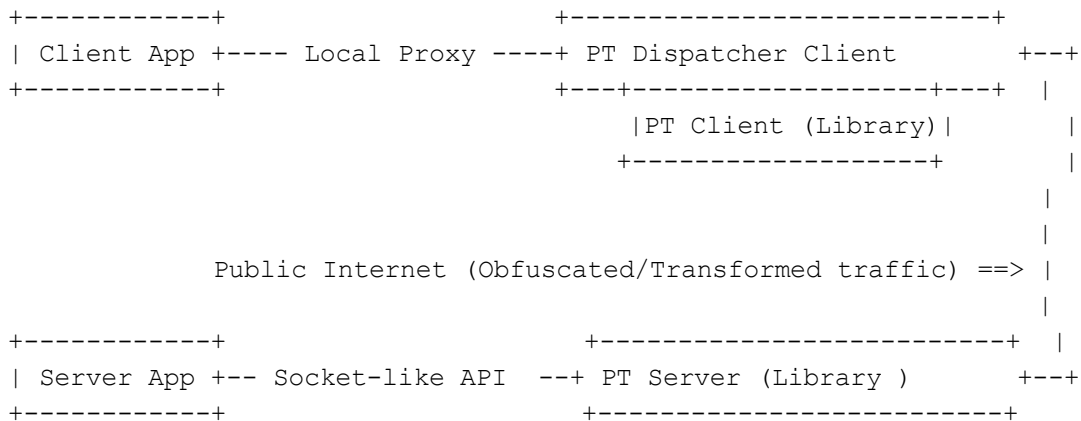 +------------+ +---------------------------+
| Client App +---- Local Proxy ----+ PT Dispatcher Client +--+
+------------+ +---+-------------------+---+ |
|PT Client (Library)| |
+-------------------+ |
|
|
Public Internet (Obfuscated/Transformed traffic) ==> |
|
+------------+ +--------------------------+ |
| Server App +-- Socket-like API --+ PT Server (Library ) +--+
+------------+ +--------------------------+